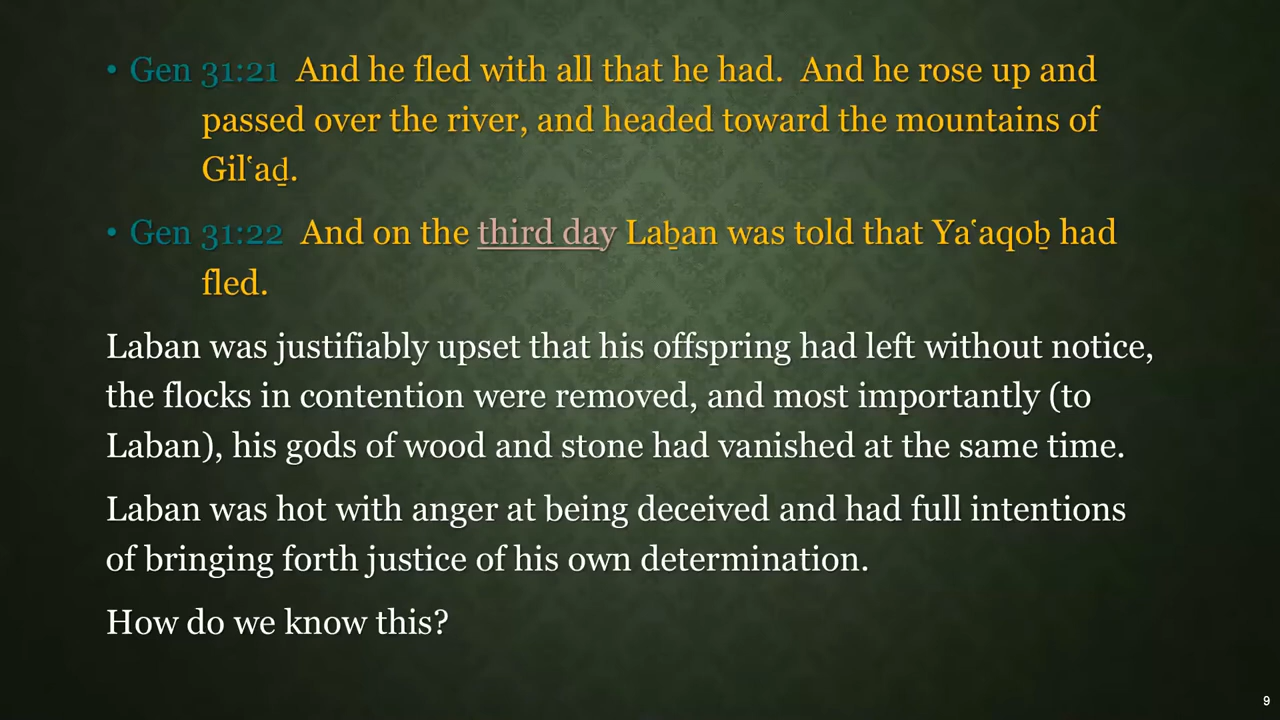 • Gen 31:21 And he fled with all that he had. And he rose up and
passed over the river, and headed toward the mountains of
Gilʽaḏ.
• Gen 31:22 And on the third day Laḇan was told that Yaʽaqoḇ had
fled.
Laban was justifiably upset that his offspring had left without notice,
the flocks in contention were removed, and most importantly (to
Laban), his gods of wood and stone had vanished at the same time.
Laban was hot with anger at being deceived and had full intentions
of bringing forth justice of his own determination.
How do we know this?
9